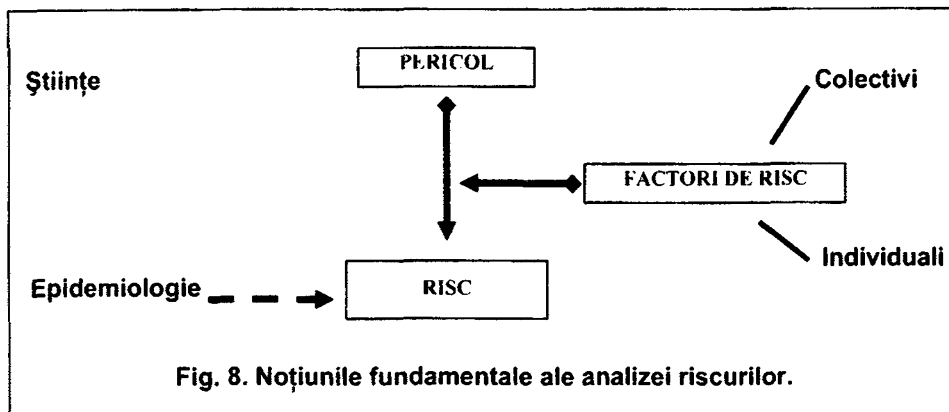 PERICOL
Ştiinţe
Colectivi
FACTORI DE RISC
Individuali
Epidemiologie
RISC
Fig. 8. Noţiunile fundamentale ale analizei riscurilor.